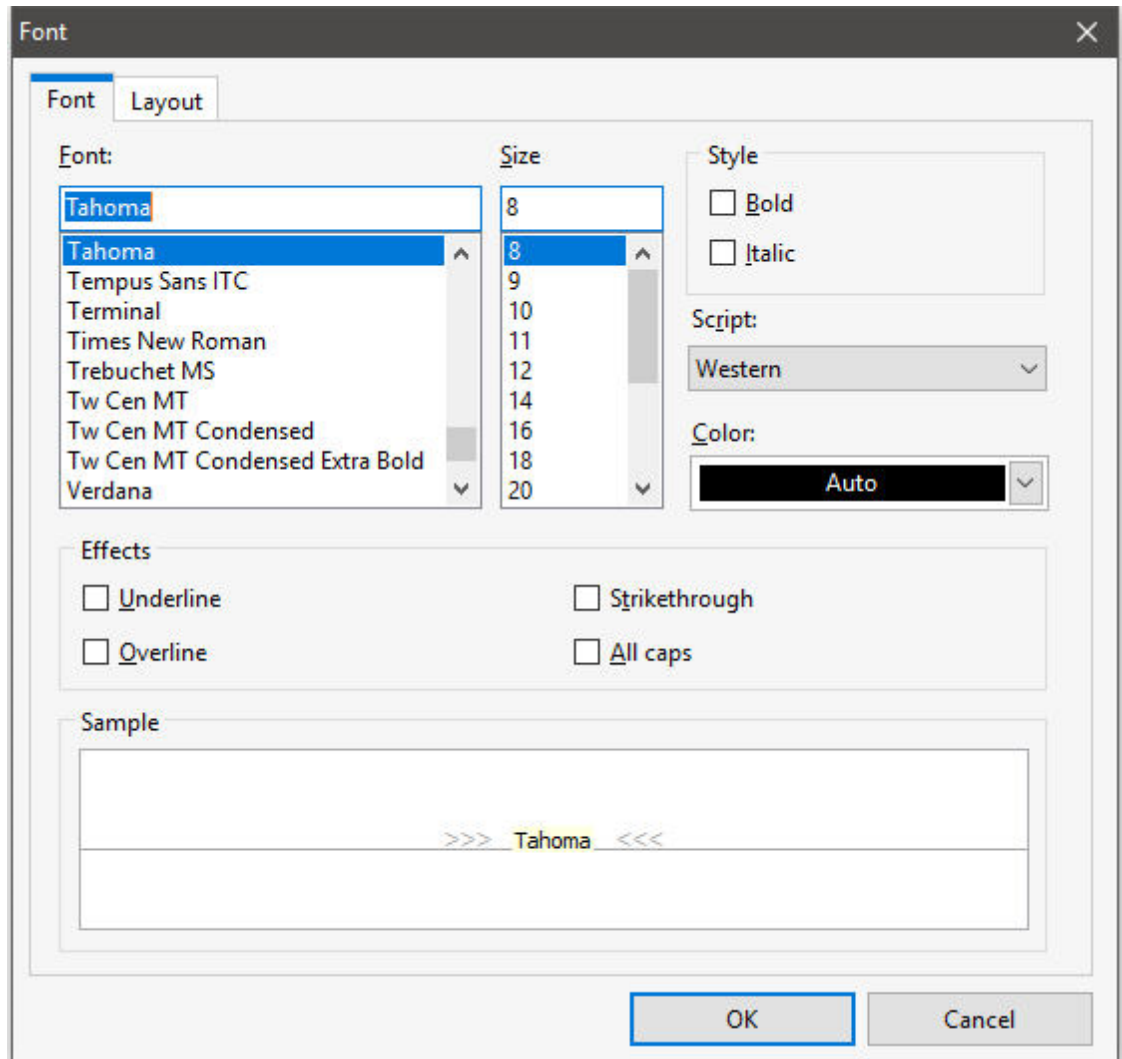 Font
Font Layout
Font:
Tahoma
Tahoma
Tempus Sans ITC
Terminal
Times New Roman
Trebuchet MS
Tw Cen MT
Tw Cen MT Condensed
Tw Cen MT Condensed Extra Bold
Verdana
Size
8
8
9
10
11
12
14
16
18
20
Style
Bold
Italic
Script:
Western
Color:
Auto
Effects
Underline
Strikethrough
Overline
All caps
Sample
>>> Tahoma <<<
OK
Cancel